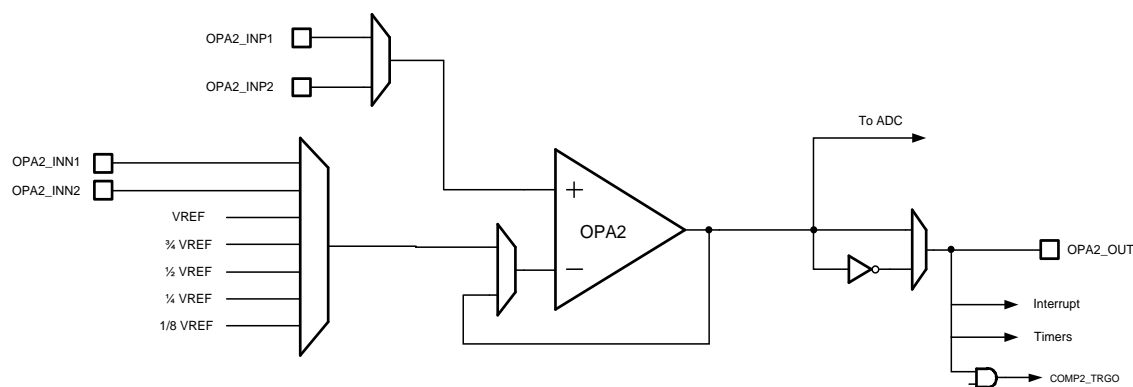 OPA2_INP1
OPA2_INP2
To ADC
OPA2_INN1
OPA2_INN2
VREF
¾ VREF
½ VREF
¼ VREF
1/8 VREF
+
OPA2
−
OPA2_OUT
Interrupt
Timers
COMP2_TRGO